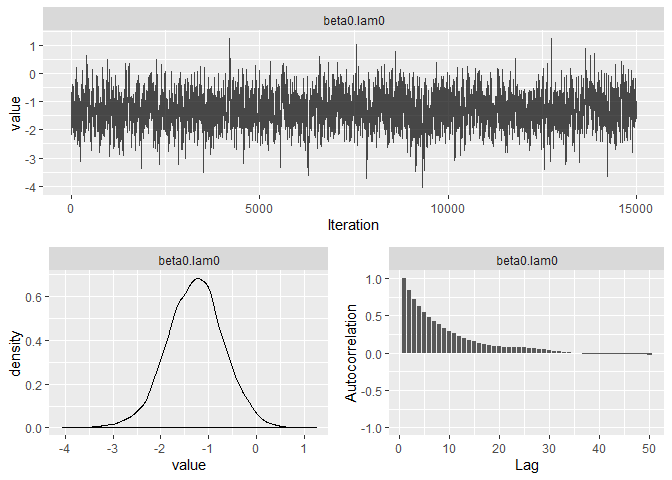 beta0.lam0
1
0
-1
-2
-3
-4
value
0 5000 10000 15000
Iteration
beta0.lam0
0.6
0.4
0.2
0.0
density
-4 -3 -2 -1 0 1
value
beta0.lam0
1.0
0.5
0.0
-0.5
-1.0
Autocorrelation
0 10 20 30 40 50
Lag